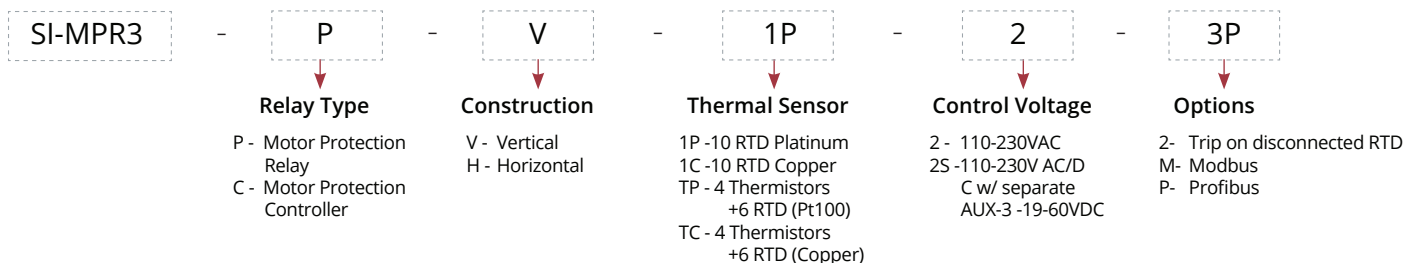 SI-MPR3 - P - V - 1P - 2 - 3P
Relay Type
P - Motor Protection
Relay
C - Motor Protection
Controller
Construction
V - Vertical
H - Horizontal
Thermal Sensor
1P -10 RTD Platinum
1C -10 RTD Copper
TP - 4 Thermistors
+6 RTD (Pt100)
TC - 4 Thermistors
+6 RTD (Copper)
Control Voltage
2 - 110-230VAC
2S -110-230V AC/D
C w/ separate
AUX-3 -19-60VDC
Options
2- Trip on disconnected RTD
M- Modbus
P- Profibus